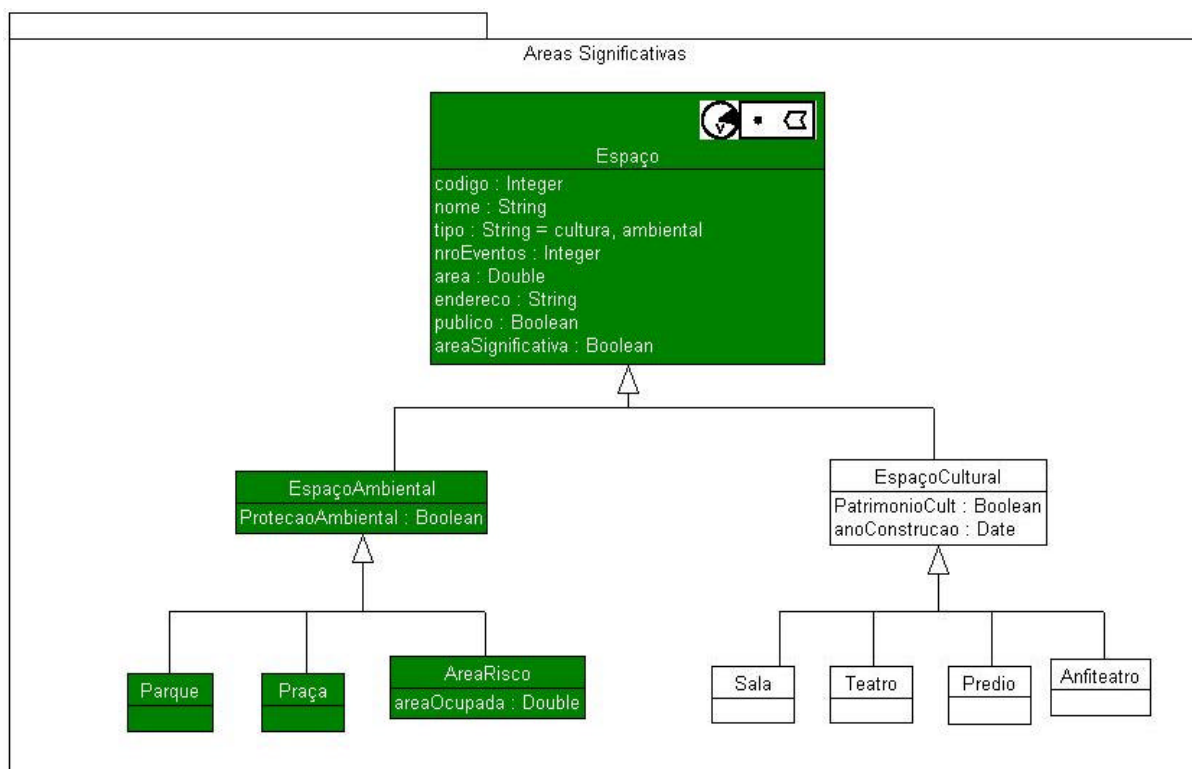 Areas Significativas
v
Espaço
codigo : Integer
nome : String
tipo : String = cultura, ambiental
nroEventos : Integer
area : Double
endereco : String
publico : Boolean
areaSignificativa : Boolean
EspaçoAmbiental
ProtecaoAmbiental : Boolean
EspaçoCultural
PatrimonioCult : Boolean
anoConstrucao : Date
Parque
Praça
AreaRisco
areaOcupada : Double
Sala
Teatro
Predio
Anfiteatro